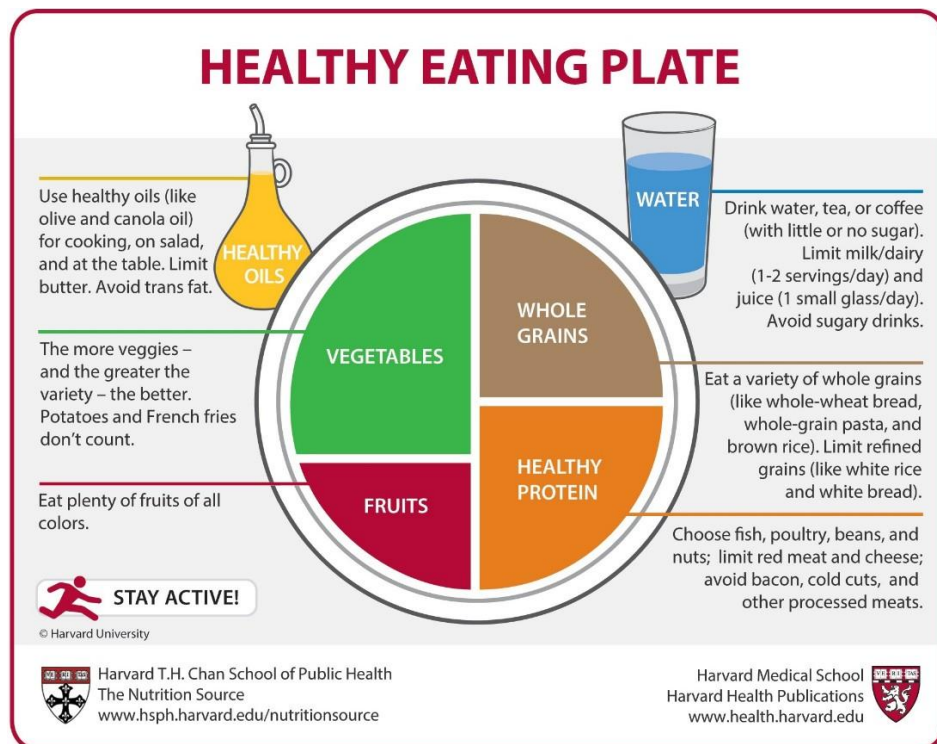 HEALTHY EATING PLATE
Use healthy oils (like
olive and canola oil)
for cooking, on salad,
and at the table. Limit
butter. Avoid trans fat.
HEALTHY
OILS
WATER
Drink water, tea, or coffee
(with little or no sugar).
Limit milk/dairy
(1-2 servings/day) and
juice (1 small glass/day).
Avoid sugary drinks.
The more veggies –
and the greater the
variety – the better.
Potatoes and French fries
don’t count.
VEGETABLES
WHOLE
GRAINS
Eat a variety of whole grains
(like whole-wheat bread,
whole-grain pasta, and
brown rice). Limit refined
grains (like white rice
and white bread).
Eat plenty of fruits of all
colors.
FRUITS
HEALTHY
PROTEIN
Choose fish, poultry, beans, and
nuts; limit red meat and cheese;
avoid bacon, cold cuts, and
other processed meats.
STAY ACTIVE!
© Harvard University
VE RI TAS
Harvard T.H. Chan School of Public Health
The Nutrition Source
www.hsph.harvard.edu/nutritionsource
Harvard Medical School
Harvard Health Publications
www.health.harvard.edu
VE RI TAS